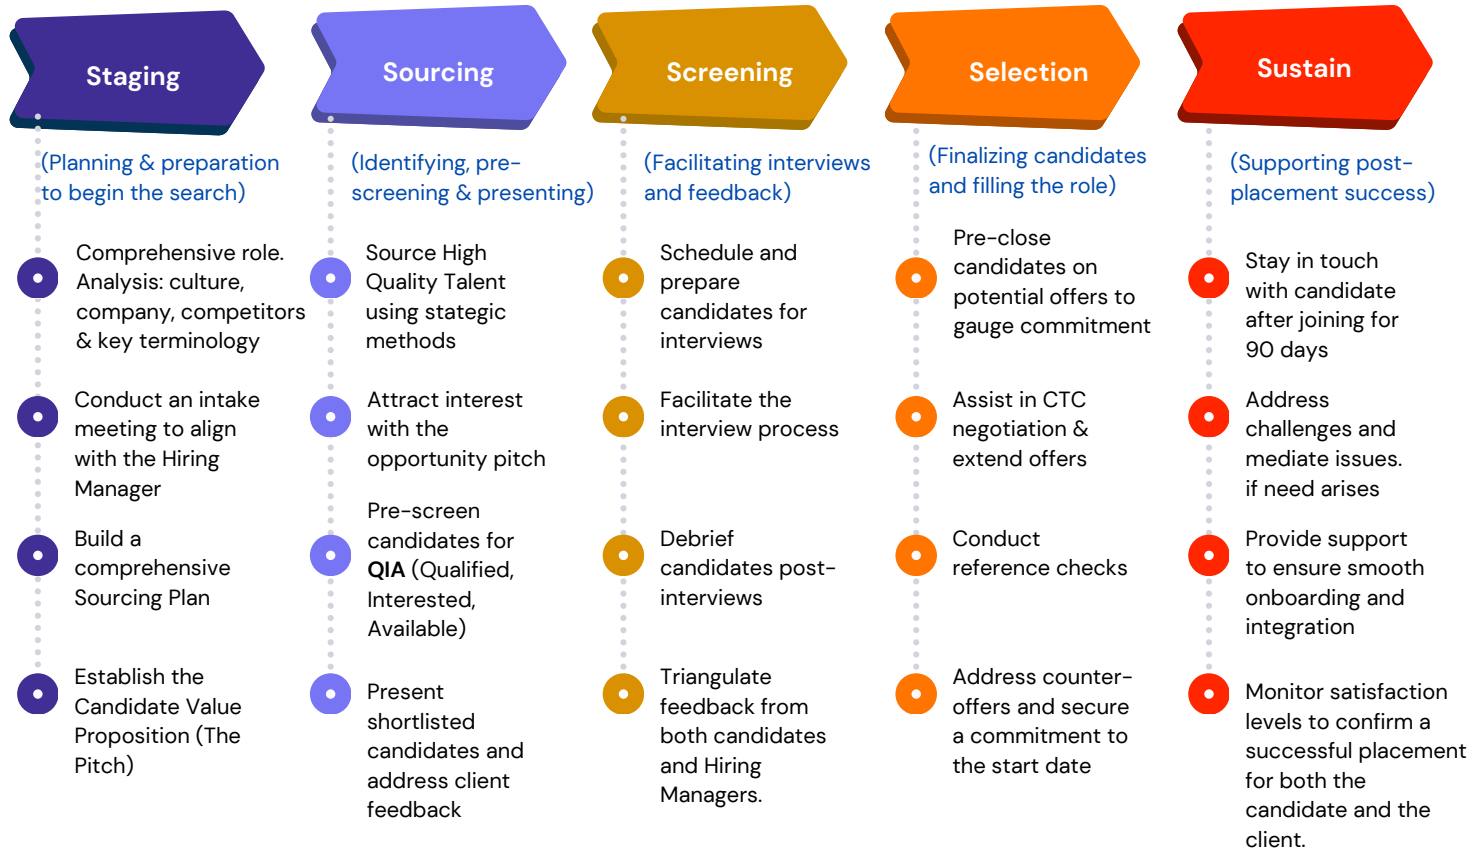 Staging
(Planning & preparation
to begin the search)
Comprehensive role.
Analysis: culture,
company, competitors
& key terminology
Conduct an intake
meeting to align
with the Hiring
Manager
Build a
comprehensive
Sourcing Plan
Establish the
Candidate Value
Proposition (The
Pitch)
Sourcing
(Identifying, pre-
screening & presenting)
Source High
Quality Talent
using stategic
methods
Attract interest
with the
opportunity pitch
Pre-screen
candidates for
QIA (Qualified,
Interested,
Available)
Present
shortlisted
candidates and
address client
feedback
Screening
(Facilitating interviews
and feedback)
Schedule and
prepare
candidates for
interviews
Facilitate the
interview process
Debrief
candidates post-
interviews
Triangulate
feedback from
both candidates
and Hiring
Managers.
Selection
(Finalizing candidates
and filling the role)
Pre-close
candidates on
potential offers to
gauge commitment
Assist in CTC
negotiation &
extend offers
Conduct
reference checks
Address counter-
offers and secure
a commitment to
the start date
Sustain
(Supporting post-
placement success)
Stay in touch
with candidate
after joining for
90 days
Address
challenges and
mediate issues.
if need arises
Provide support
to ensure smooth
onboarding and
integration
Monitor satisfaction
levels to confirm a
successful placement
for both the
candidate and the
client.